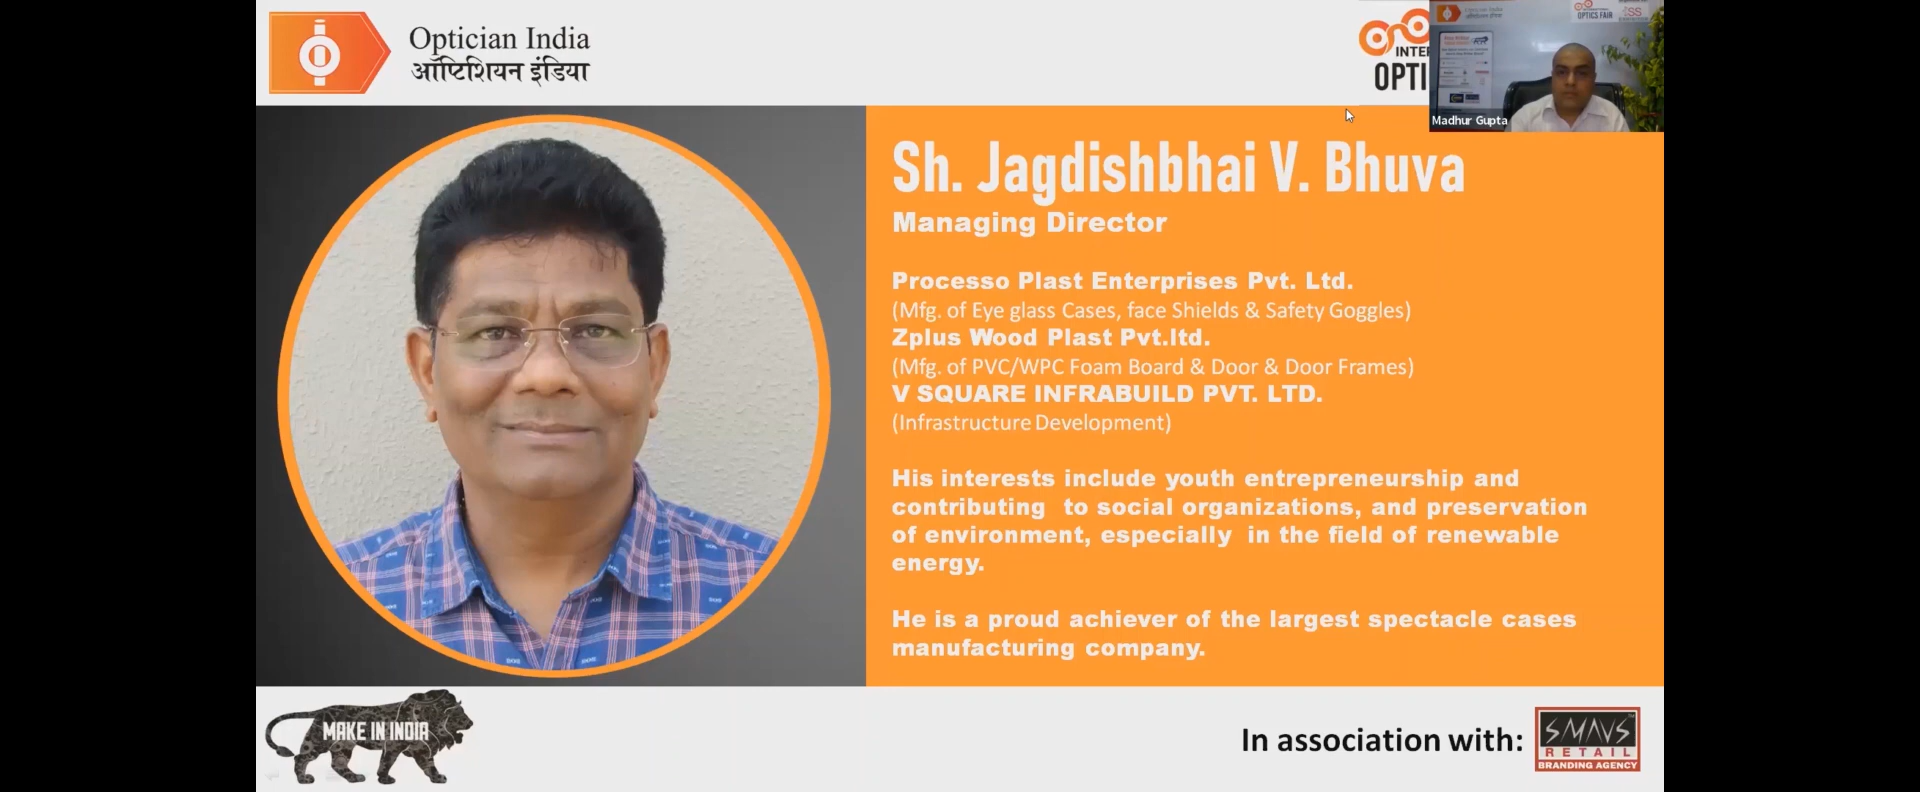 Optician India
ऑप्टिशियन इंडिया
OPTICS FAIR
Madhur Gupta
Sh. Jagdishbhai V. Bhuva
Managing Director
Processo Plast Enterprises Pvt. Ltd.
(Mfg. of Eye glass Cases, face Shields & Safety Goggles)
Zplus Wood Plast Pvt.ltd.
(Mfg. of PVC/WPC Foam Board & Door & Door Frames)
V SQUARE INFRABUILD PVT. LTD.
(Infrastructure Development)
His interests include youth entrepreneurship and
contributing to social organizations, and preservation
of environment, especially in the field of renewable
energy.
He is a proud achiever of the largest spectacle cases
manufacturing company.
MAKE IN INDIA
In association with:
SMAVS
RETAIL
BRANDING AGENCY